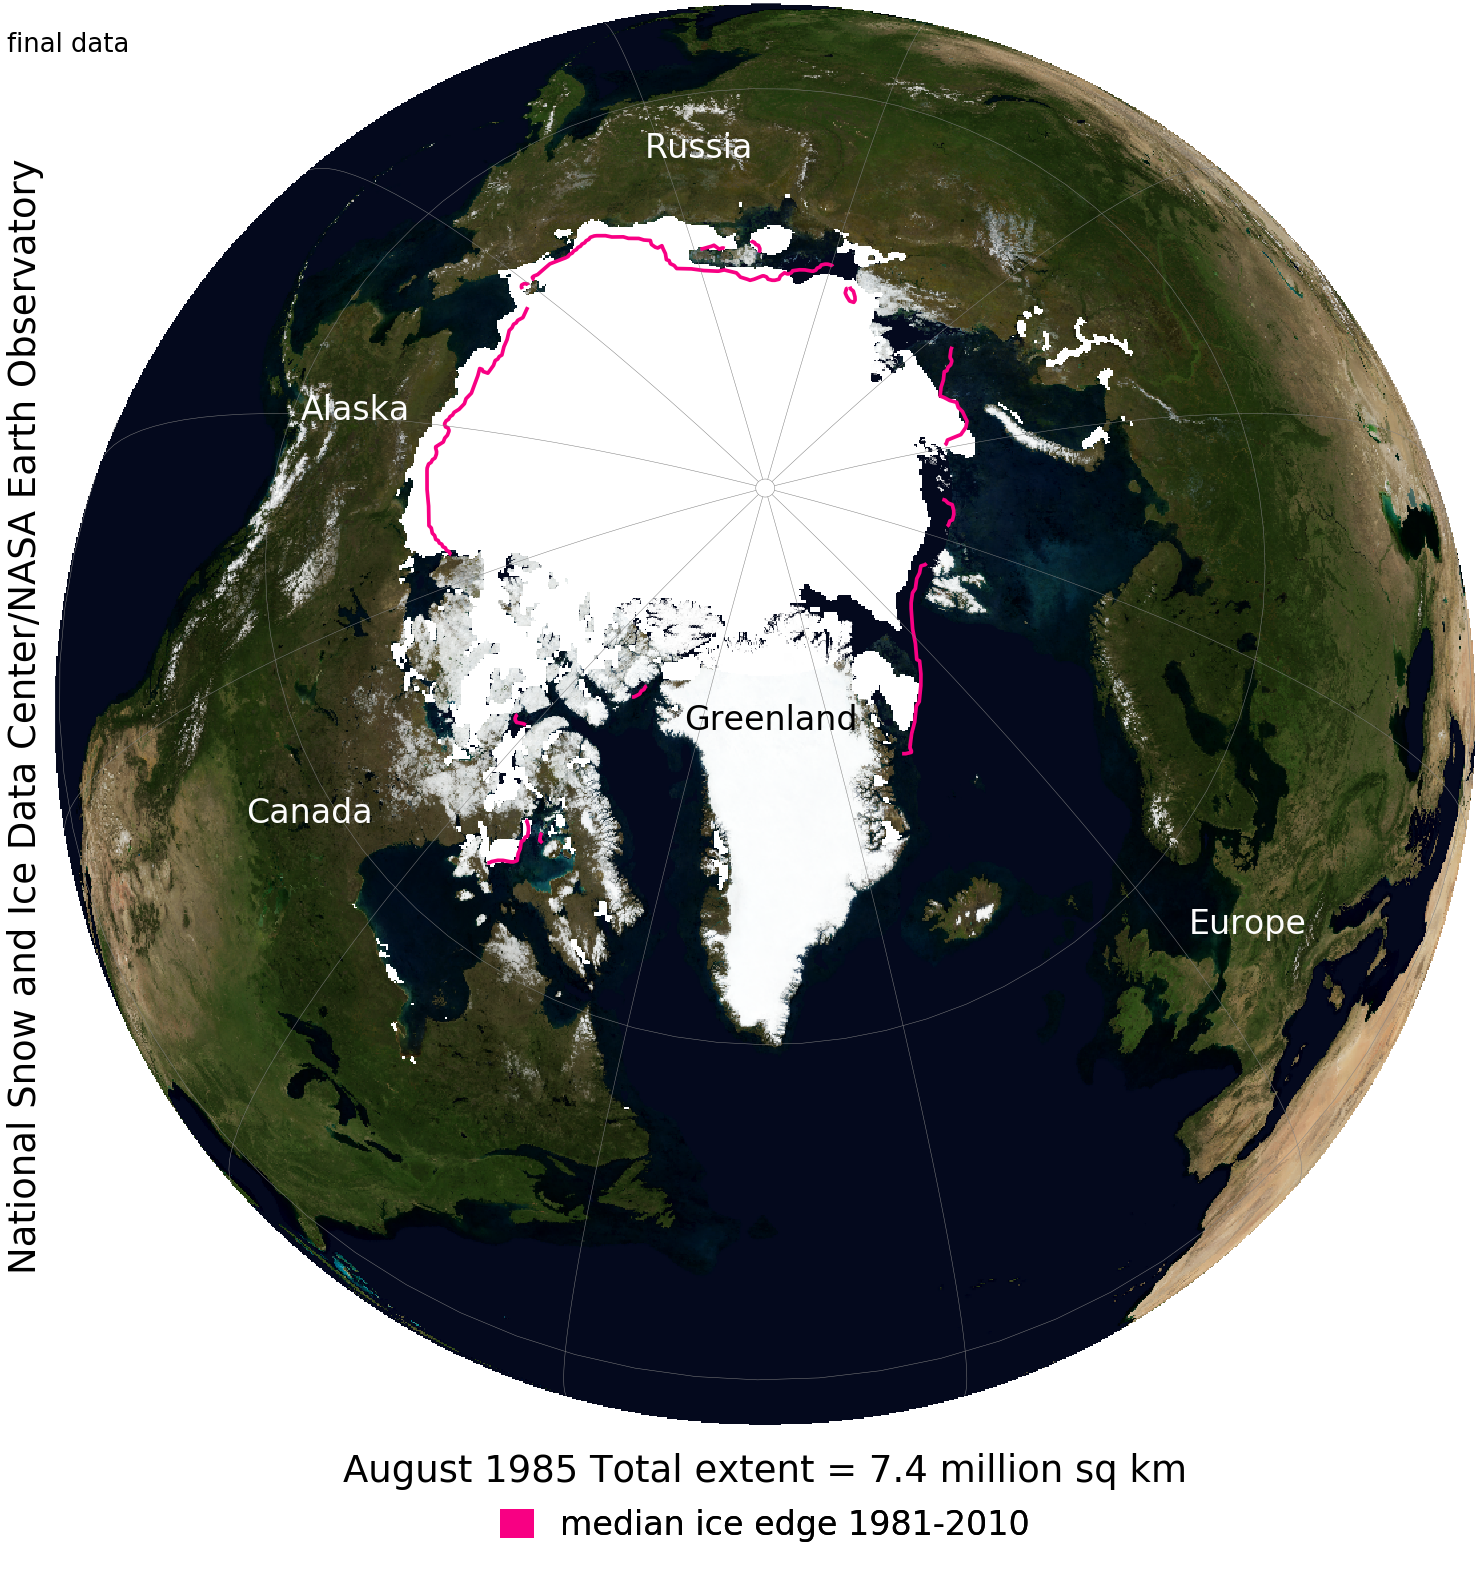 final data
National Snow and Ice Data Center/NASA Earth Observatory
Russia
Alaska
Greenland
Canada
Europe
August 1985 Total extent = 7.4 million sq km
median ice edge 1981-2010